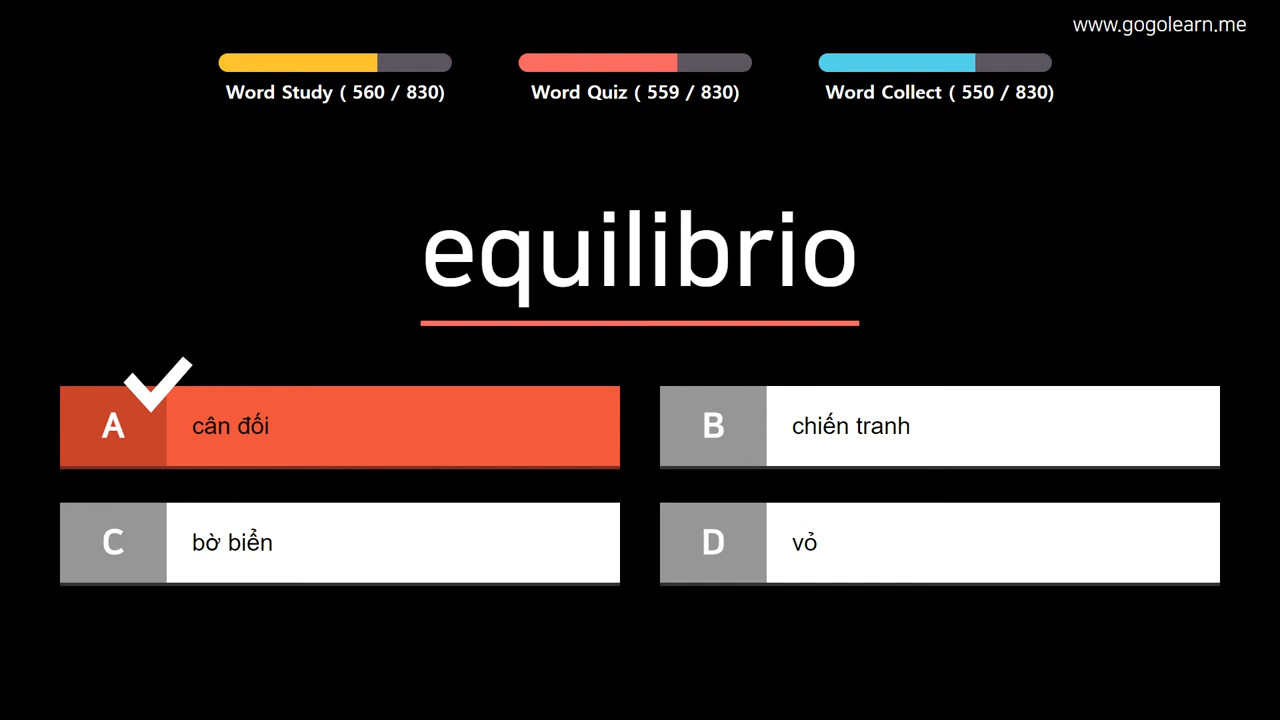 www.gogolearn.me
Word Study ( 560 / 830)
Word Quiz ( 559 / 830)
Word Collect ( 550 / 830)
equilibrio
A cân đối
B chiến tranh
C bờ biển
D vỏ